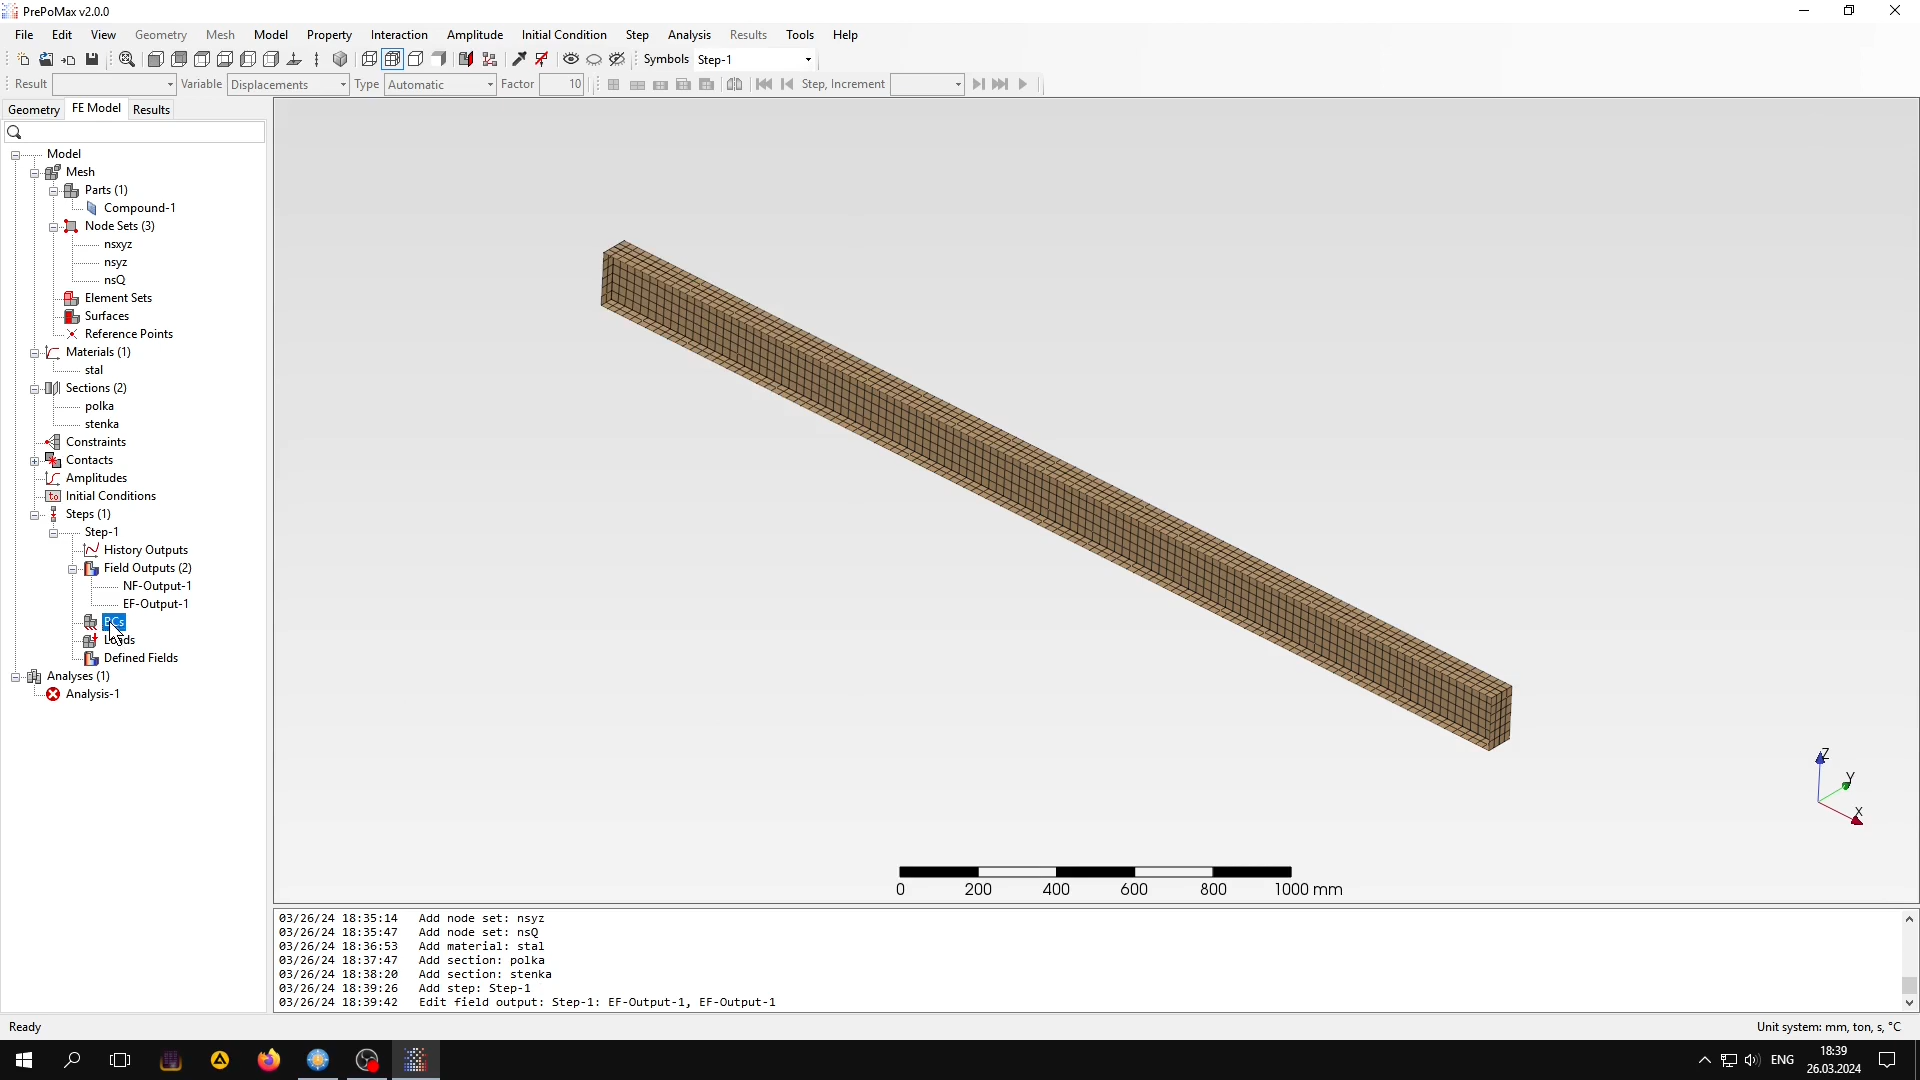 PrePoMax v2.0.0
File Edit View Geometry Mesh Model Property Interaction Amplitude Initial Condition Step Analysis Results Tools Help
Symbols Step-1
Result Variable Displacements Type Automatic Factor 10 Step, Increment
Geometry FE Model Results
Model
Mesh
Parts (1)
Compound-1
Node Sets (3)
nsxyz
nsyz
nsQ
Element Sets
Surfaces
Reference Points
Materials (1)
stal
Sections (2)
polka
stenka
Constraints
Contacts
Amplitudes
Initial Conditions
Steps (1)
Step-1
History Outputs
Field Outputs (2)
NF-Output-1
EF-Output-1
BCs
Loads
Defined Fields
Analyses (1)
Analysis-1
Z
Y
X
0 200 400 600 800 1000 mm
03/26/24 18:35:14 Add node set: nsyz
03/26/24 18:35:47 Add node set: nsQ
03/26/24 18:36:53 Add material: stal
03/26/24 18:37:47 Add section: polka
03/26/24 18:38:20 Add section: stenka
03/26/24 18:39:26 Add step: Step-1
03/26/24 18:39:42 Edit field output: Step-1: EF-Output-1, EF-Output-1
Ready Unit system: mm, ton, s, °C
ENG
18:39
26.03.2024